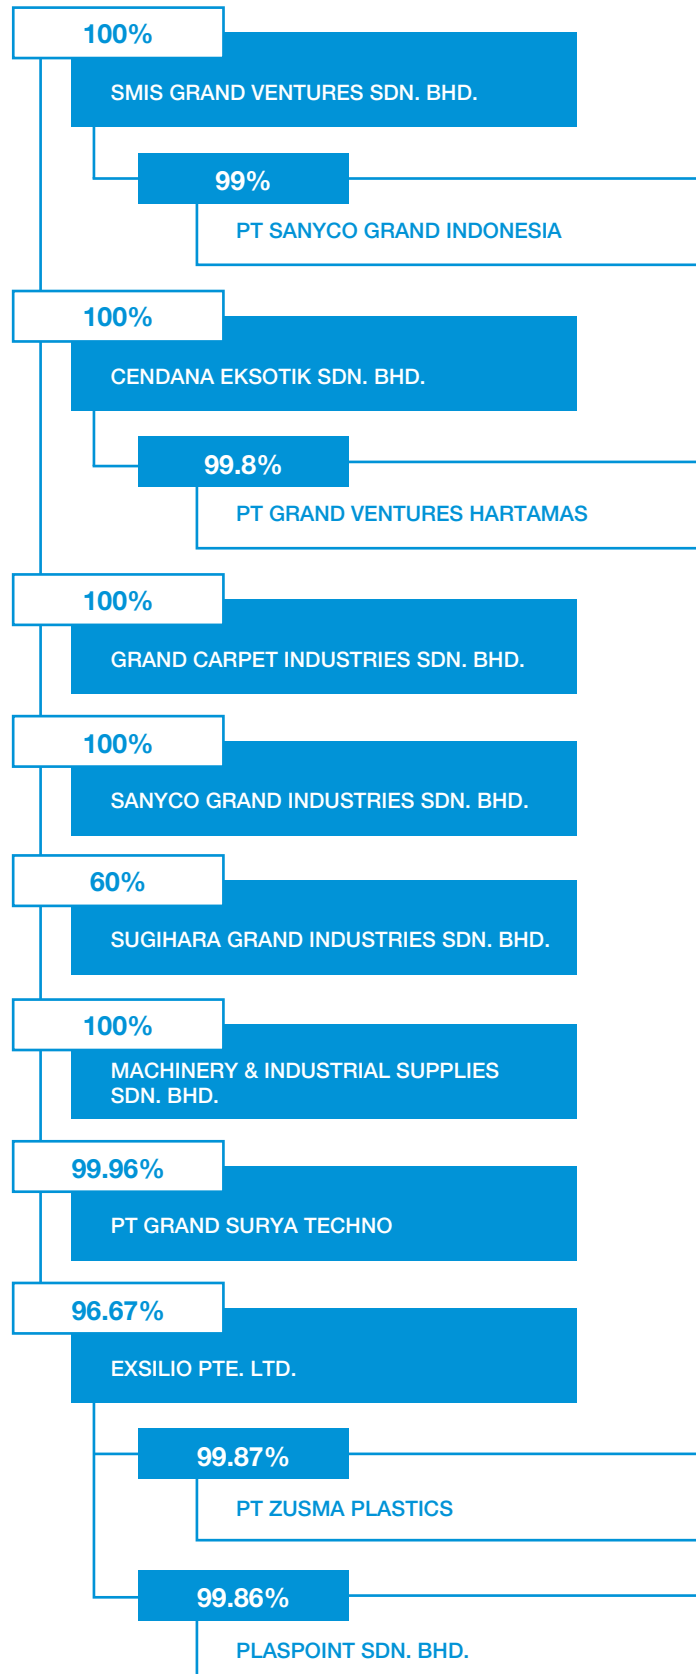 100%
SMIS GRAND VENTURES SDN. BHD.
99%
PT SANYCO GRAND INDONESIA
100%
CENDANA EKSOTIK SDN. BHD.
99.8%
PT GRAND VENTURES HARTAMAS
100%
GRAND CARPET INDUSTRIES SDN. BHD.
100%
SANYCO GRAND INDUSTRIES SDN. BHD.
60%
SUGIHARA GRAND INDUSTRIES SDN. BHD.
100%
MACHINERY & INDUSTRIAL SUPPLIES
SDN. BHD.
99.96%
PT GRAND SURYA TECHNO
96.67%
EXSILIO PTE. LTD.
99.87%
PT ZUSMA PLASTICS
99.86%
PLASPOINT SDN. BHD.